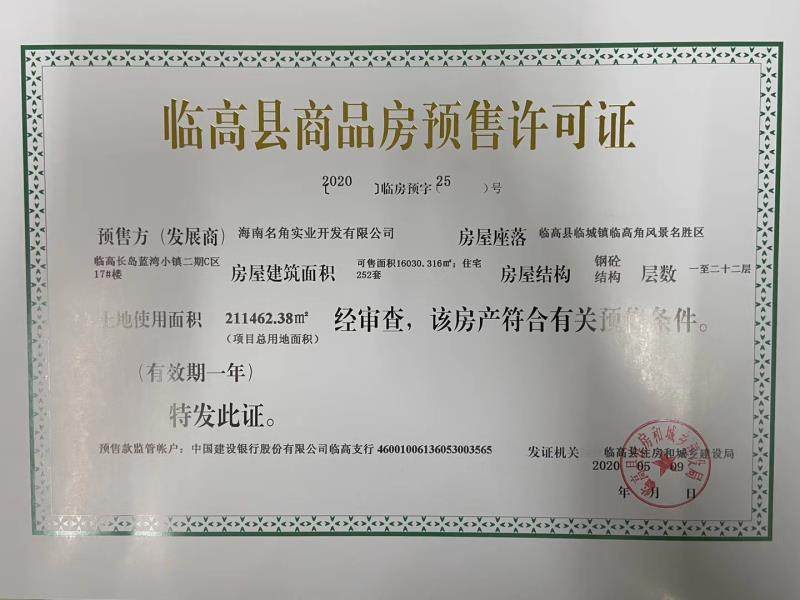 临高县商品房预售许可证
〔2020〕临房预字(25)号
预售方（发展商） 海南名角实业开发有限公司 房屋座落 临高县临城镇临高角风景名胜区
临高长岛蓝湾小镇二期C区17#楼 房屋建筑面积 可售面积16030.316㎡；住宅252套 房屋结构 钢砼结构 层数 一至二十二层
土地使用面积 211462.38㎡（项目总用地面积） 经审查，该房产符合有关预售条件。
（有效期一年）
特发此证。
预售款监管帐户：中国建设银行股份有限公司临高支行 46001006136053003565 发证机关 临高县住房和城乡建设局
2020 年 05 月 09 日